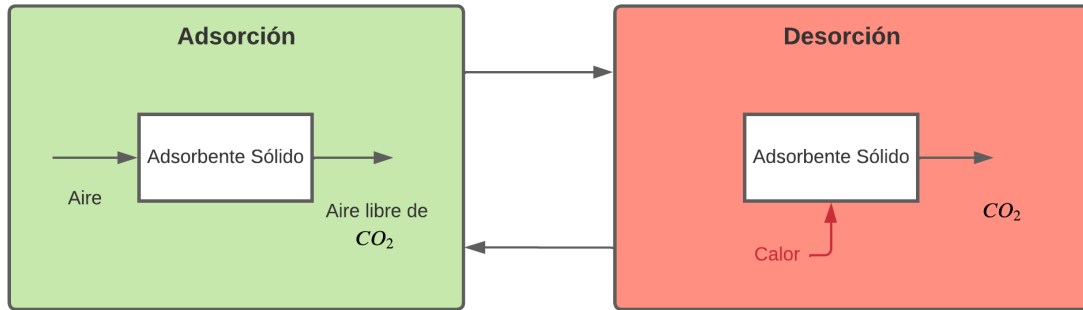 Adsorción
Adsorbente Sólido
Aire
Aire libre de
CO₂
Desorción
Adsorbente Sólido
CO₂
Calor